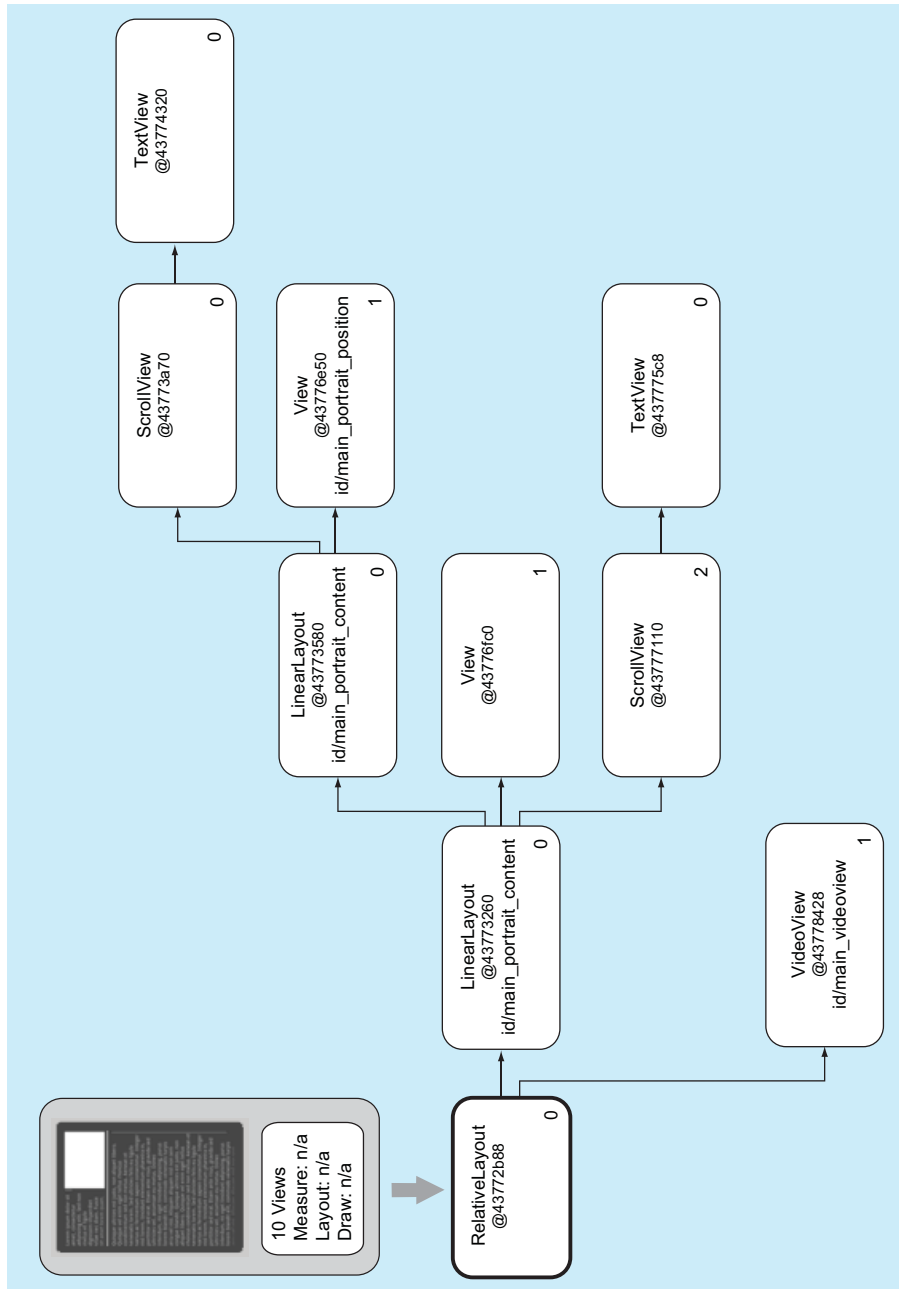 10 Views
Measure: n/a
Layout: n/a
Draw: n/a
RelativeLayout
@43772b88
0
LinearLayout
@43773260
id/main_portrait_content
0
VideoView
@43778428
id/main_videoview
1
LinearLayout
@43773580
id/main_portrait_content
0
View
@43776fc0
1
ScrollView
@43777110
2
ScrollView
@43773a70
0
View
@43776e50
id/main_portrait_position
1
TextView
@437775c8
0
TextView
@43774320
0